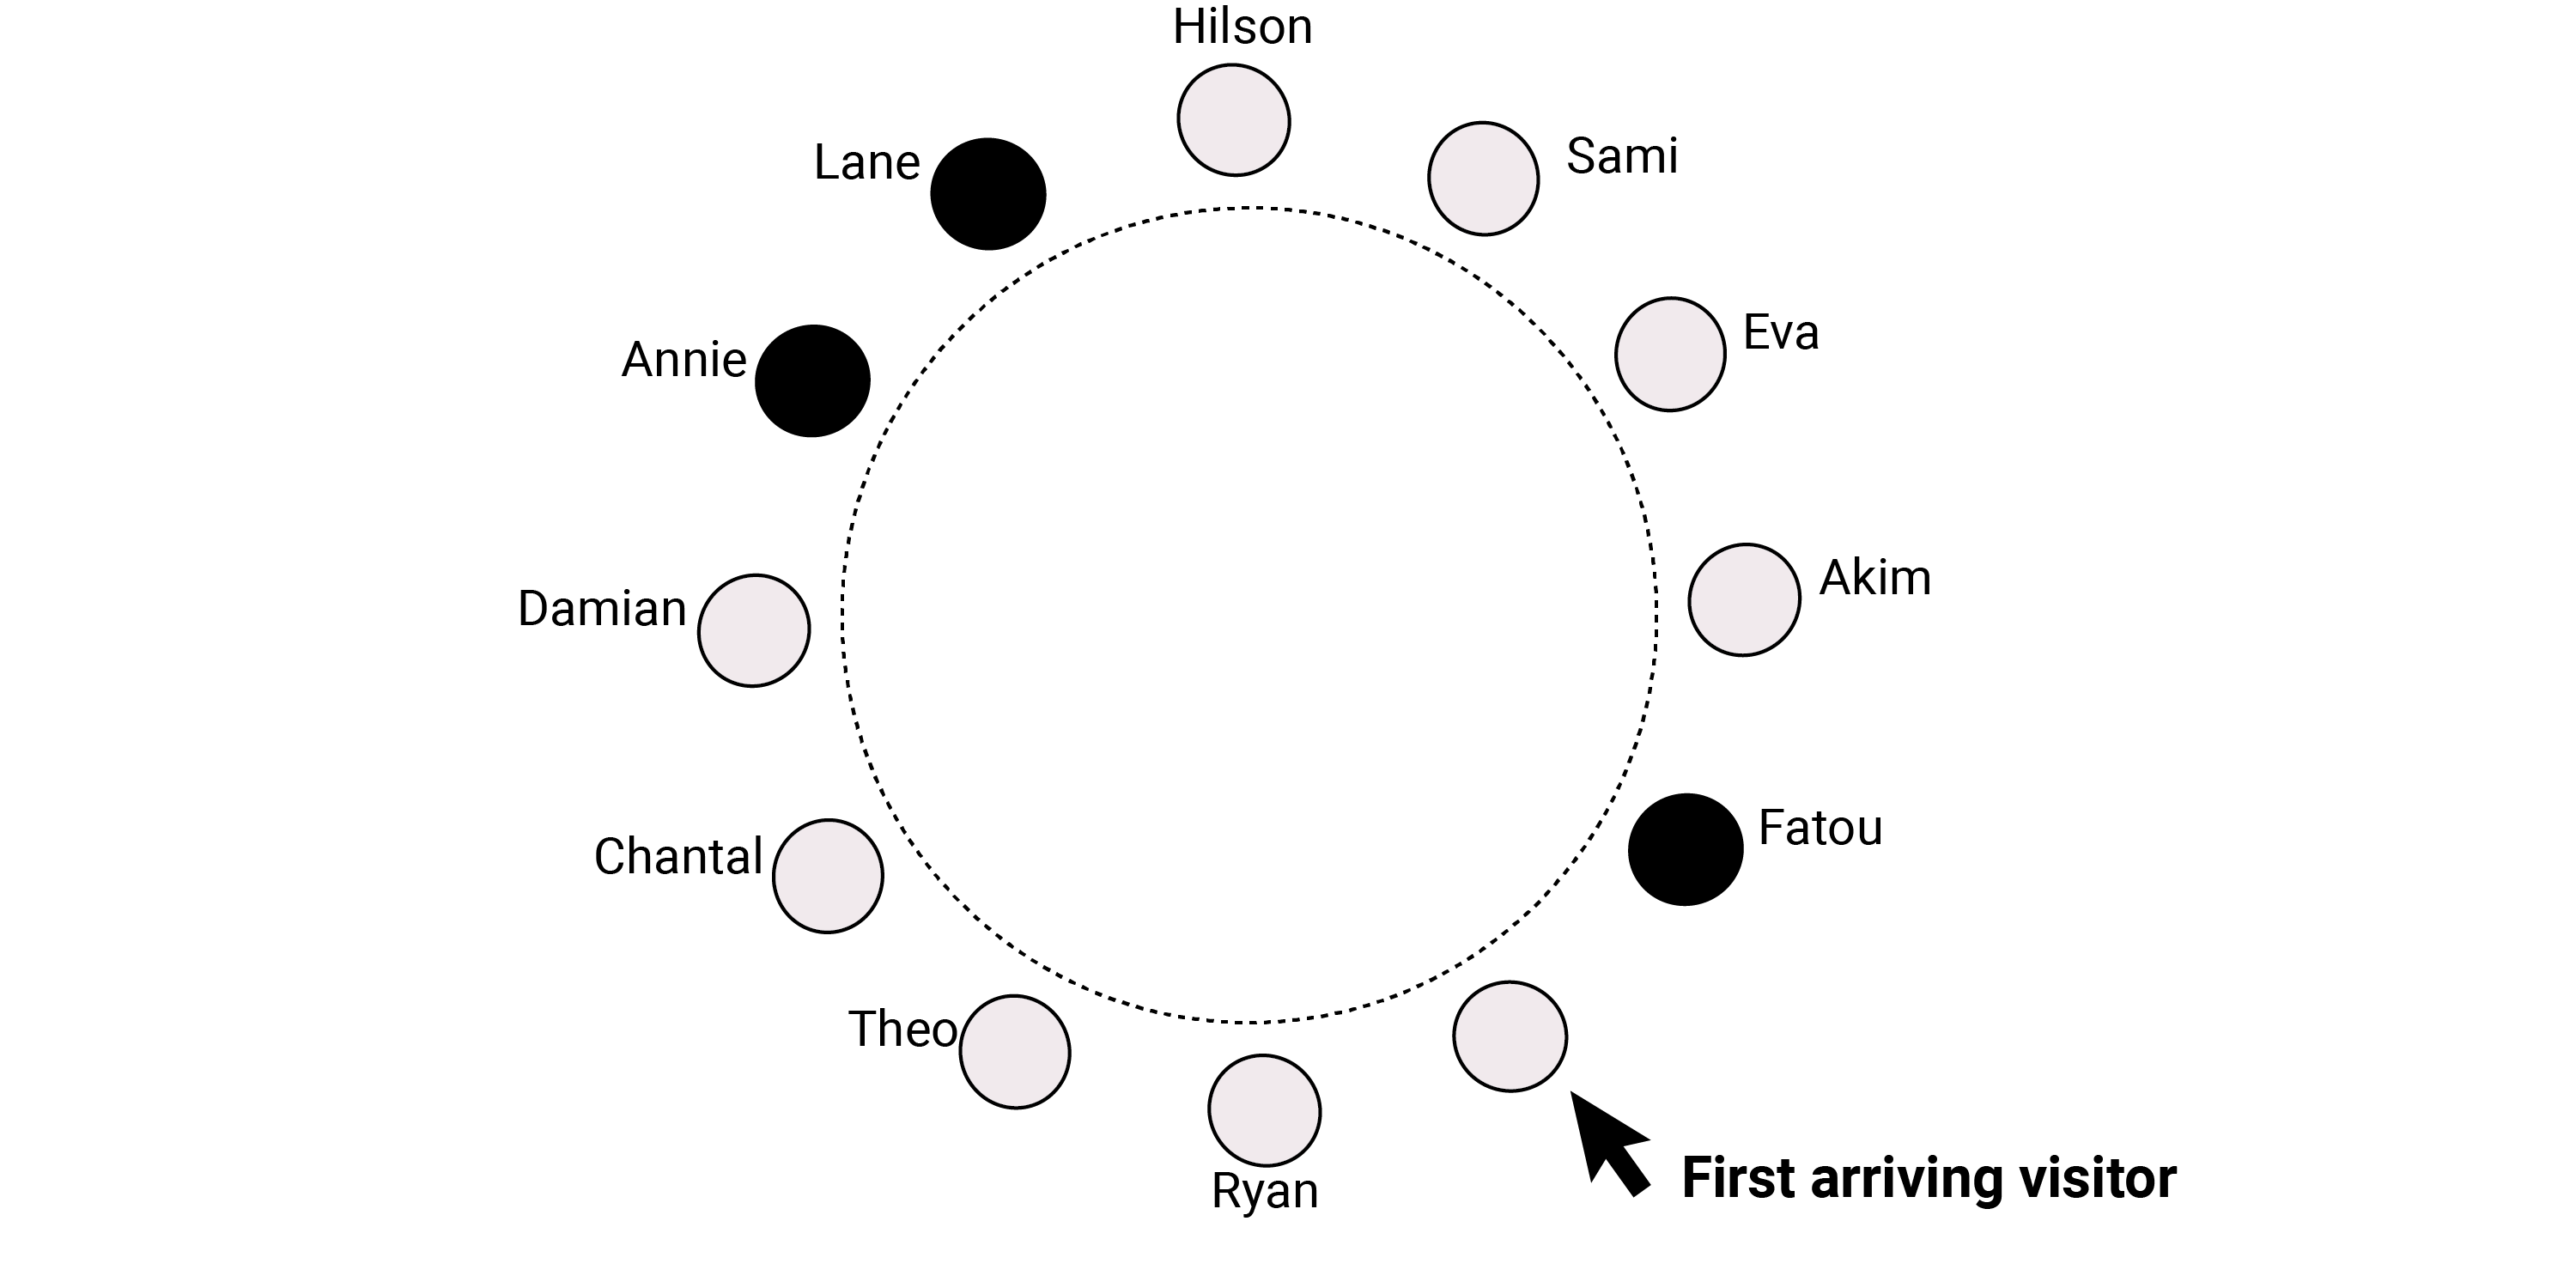 Hilson
Lane
Sami
Eva
Annie
Akim
Damian
Fatou
Chantal
Theo
Ryan
First arriving visitor